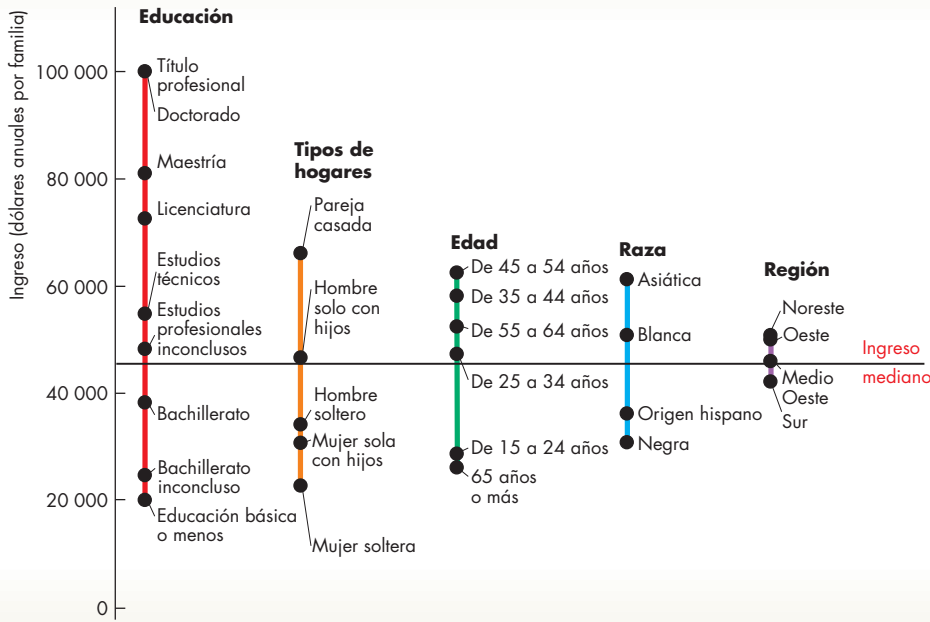 Ingreso (dólares anuales por familia)
100 000
80 000
60 000
40 000
20 000
0
Educación
Título
profesional
Doctorado
Maestría
Licenciatura
Estudios
técnicos
Estudios
profesionales
inconclusos
Bachillerato
Bachillerato
inconcluso
Educación básica
o menos
Tipos de
hogares
Pareja
casada
Hombre
solo con
hijos
Hombre
soltero
Mujer sola
con hijos
Mujer soltera
Edad
De 45 a 54 años
De 35 a 44 años
De 55 a 64 años
De 25 a 34 años
De 15 a 24 años
65 años
o más
Raza
Asiática
Blanca
Origen hispano
Negra
Región
Noreste
Oeste
Medio
Oeste
Sur
Ingreso
mediano